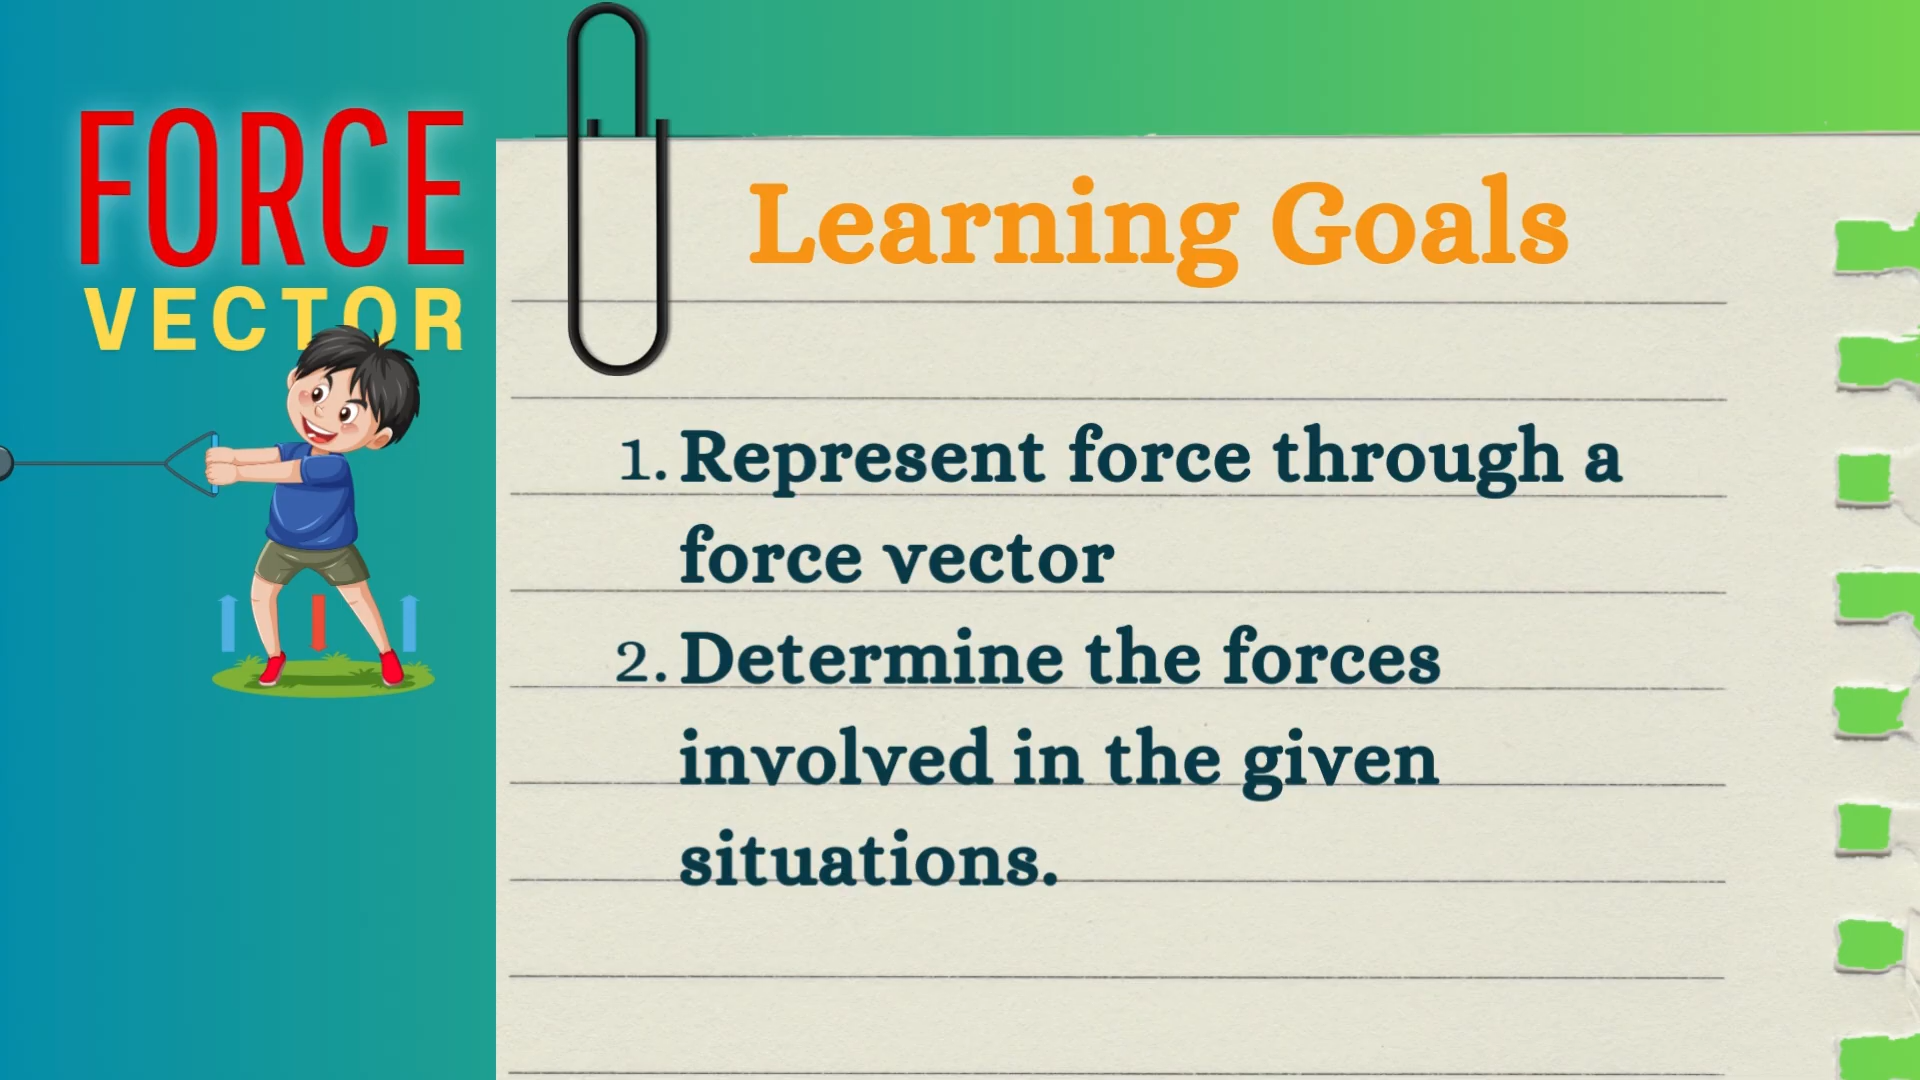 FORCE
VECTOR
Learning Goals
1. Represent force through a
force vector
2. Determine the forces
involved in the given
situations.